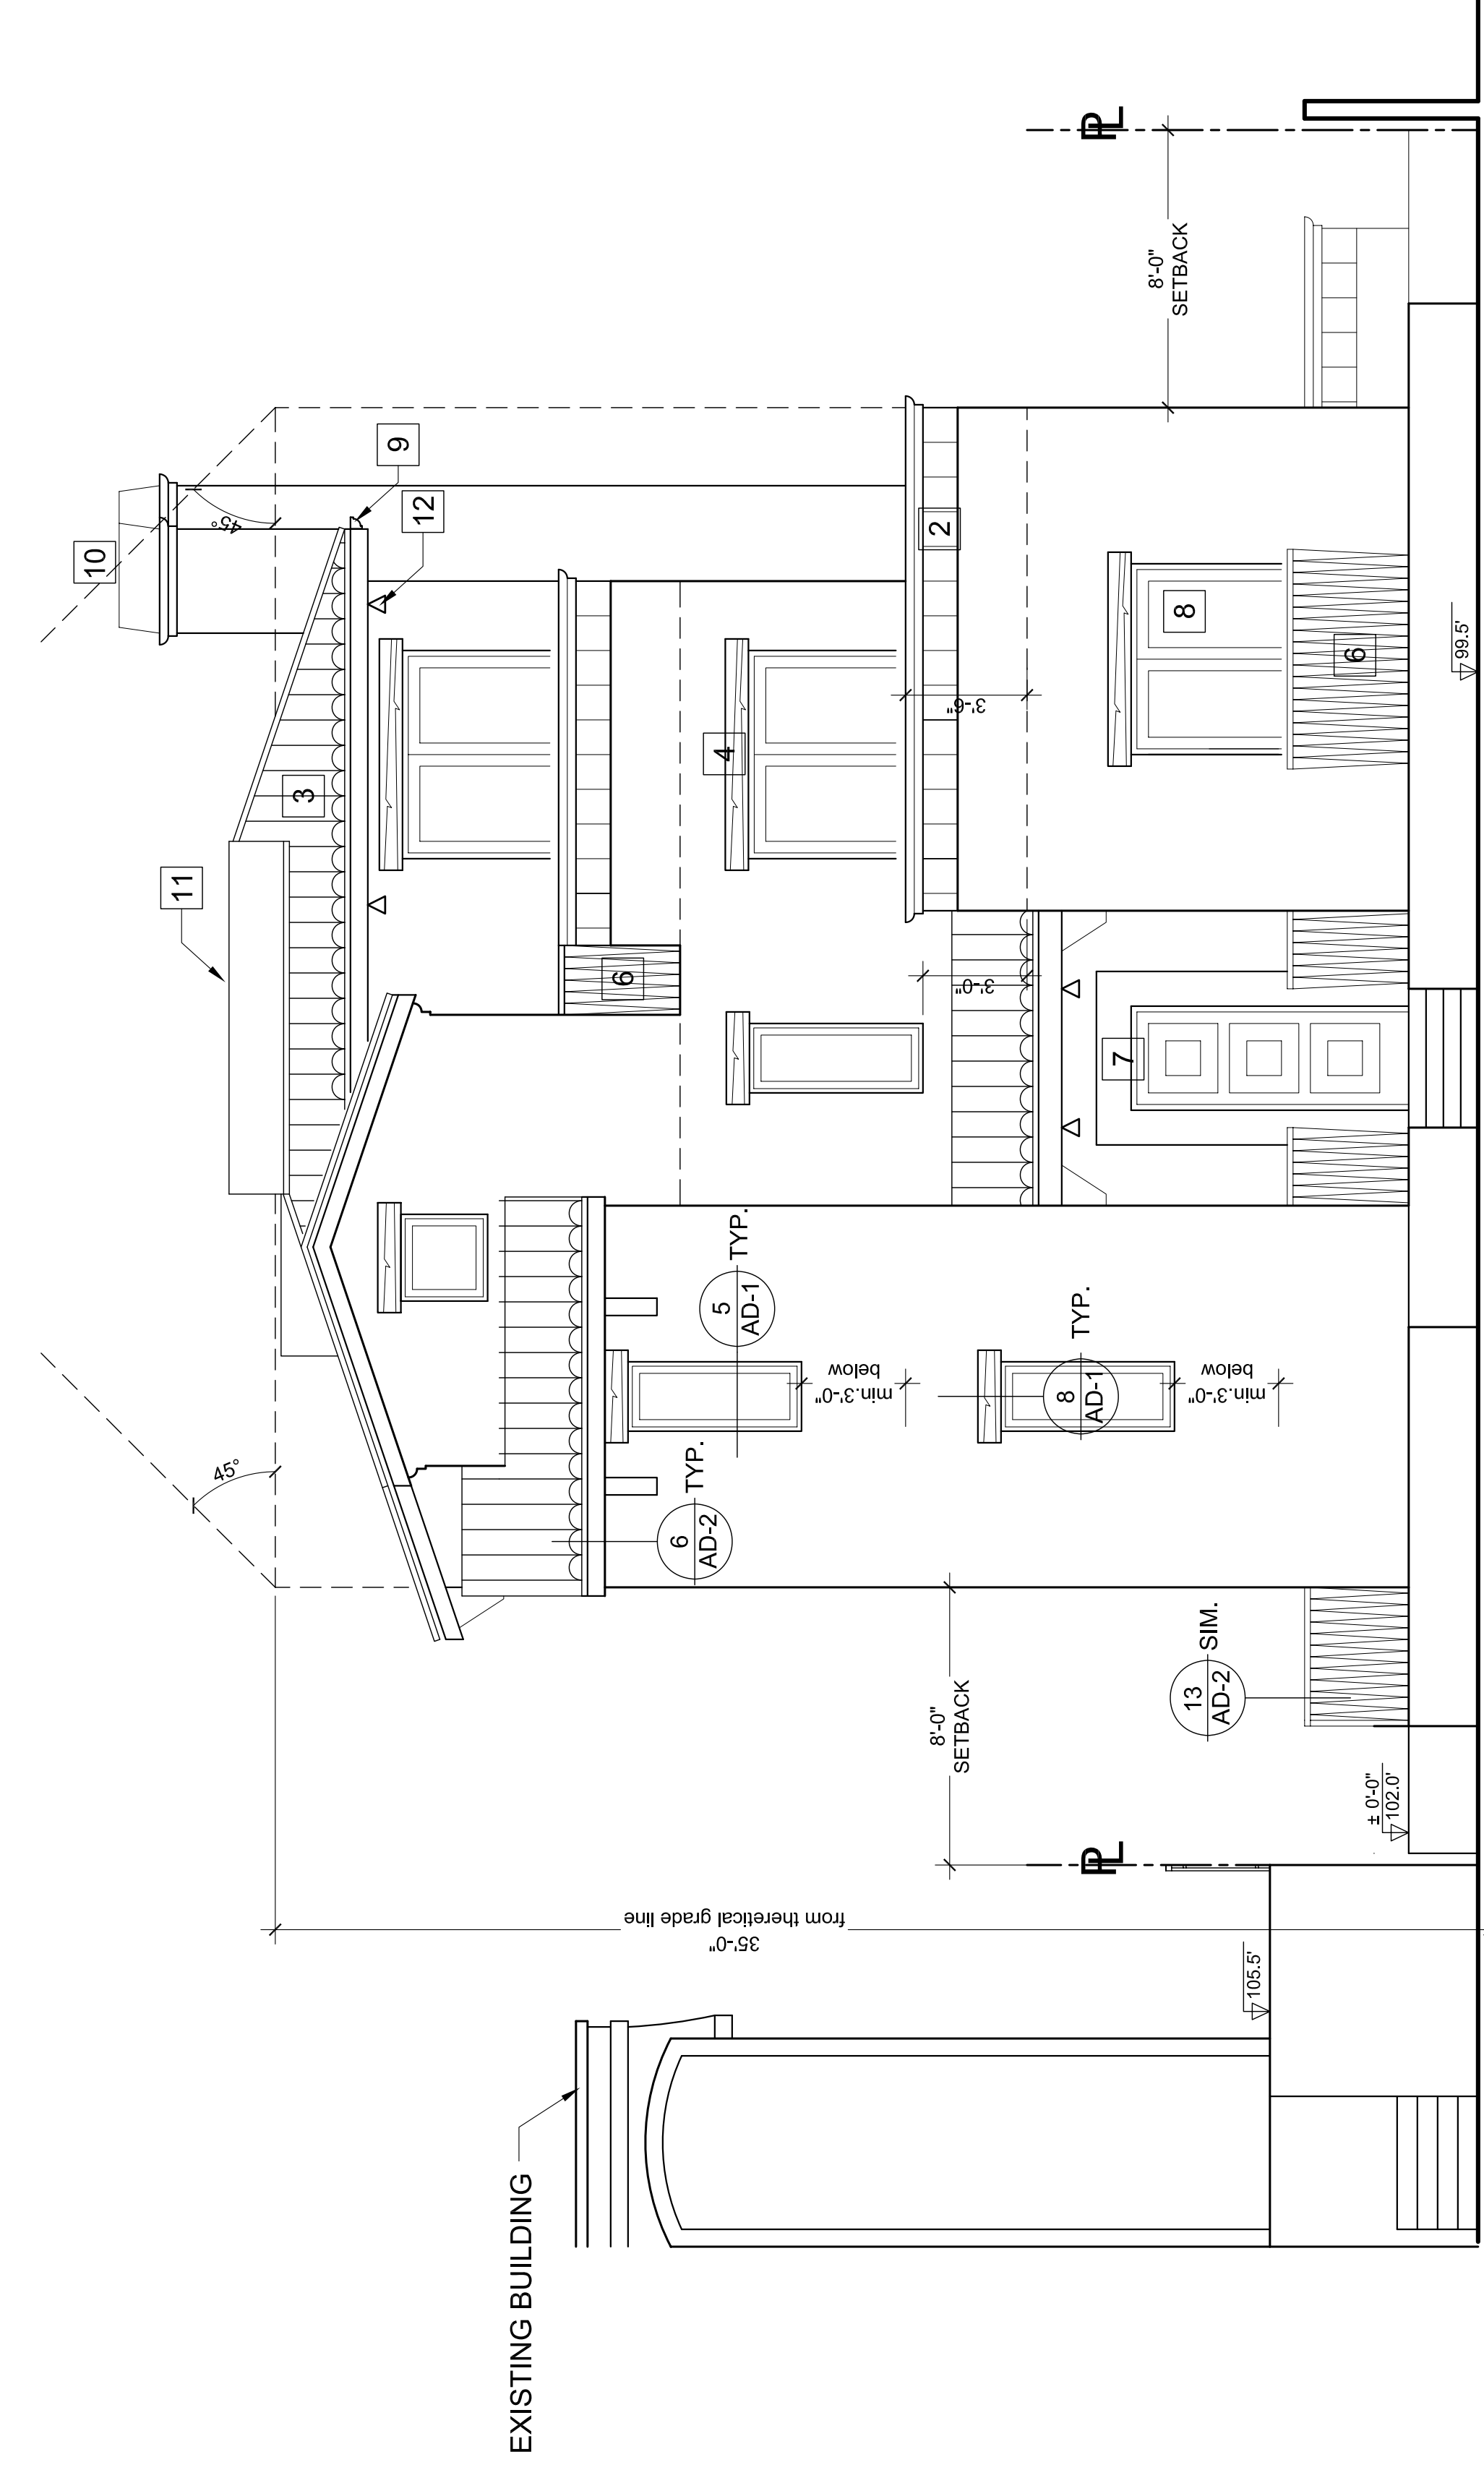 10
45°
9
12
11
3
2
4
3'-6"
6
3'-0"
8
6
7
PL
8'-0"
SETBACK
99.5'
45°
5
AD-1
TYP.
6
AD-2
TYP.
min.3'-0"
below
8
AD-1
TYP.
min.3'-0"
below
8'-0"
SETBACK
13
AD-2
SIM.
PL
± 0'-0"
102.0'
35'-0"
from theretical grade line
105.5'
EXISTING BUILDING